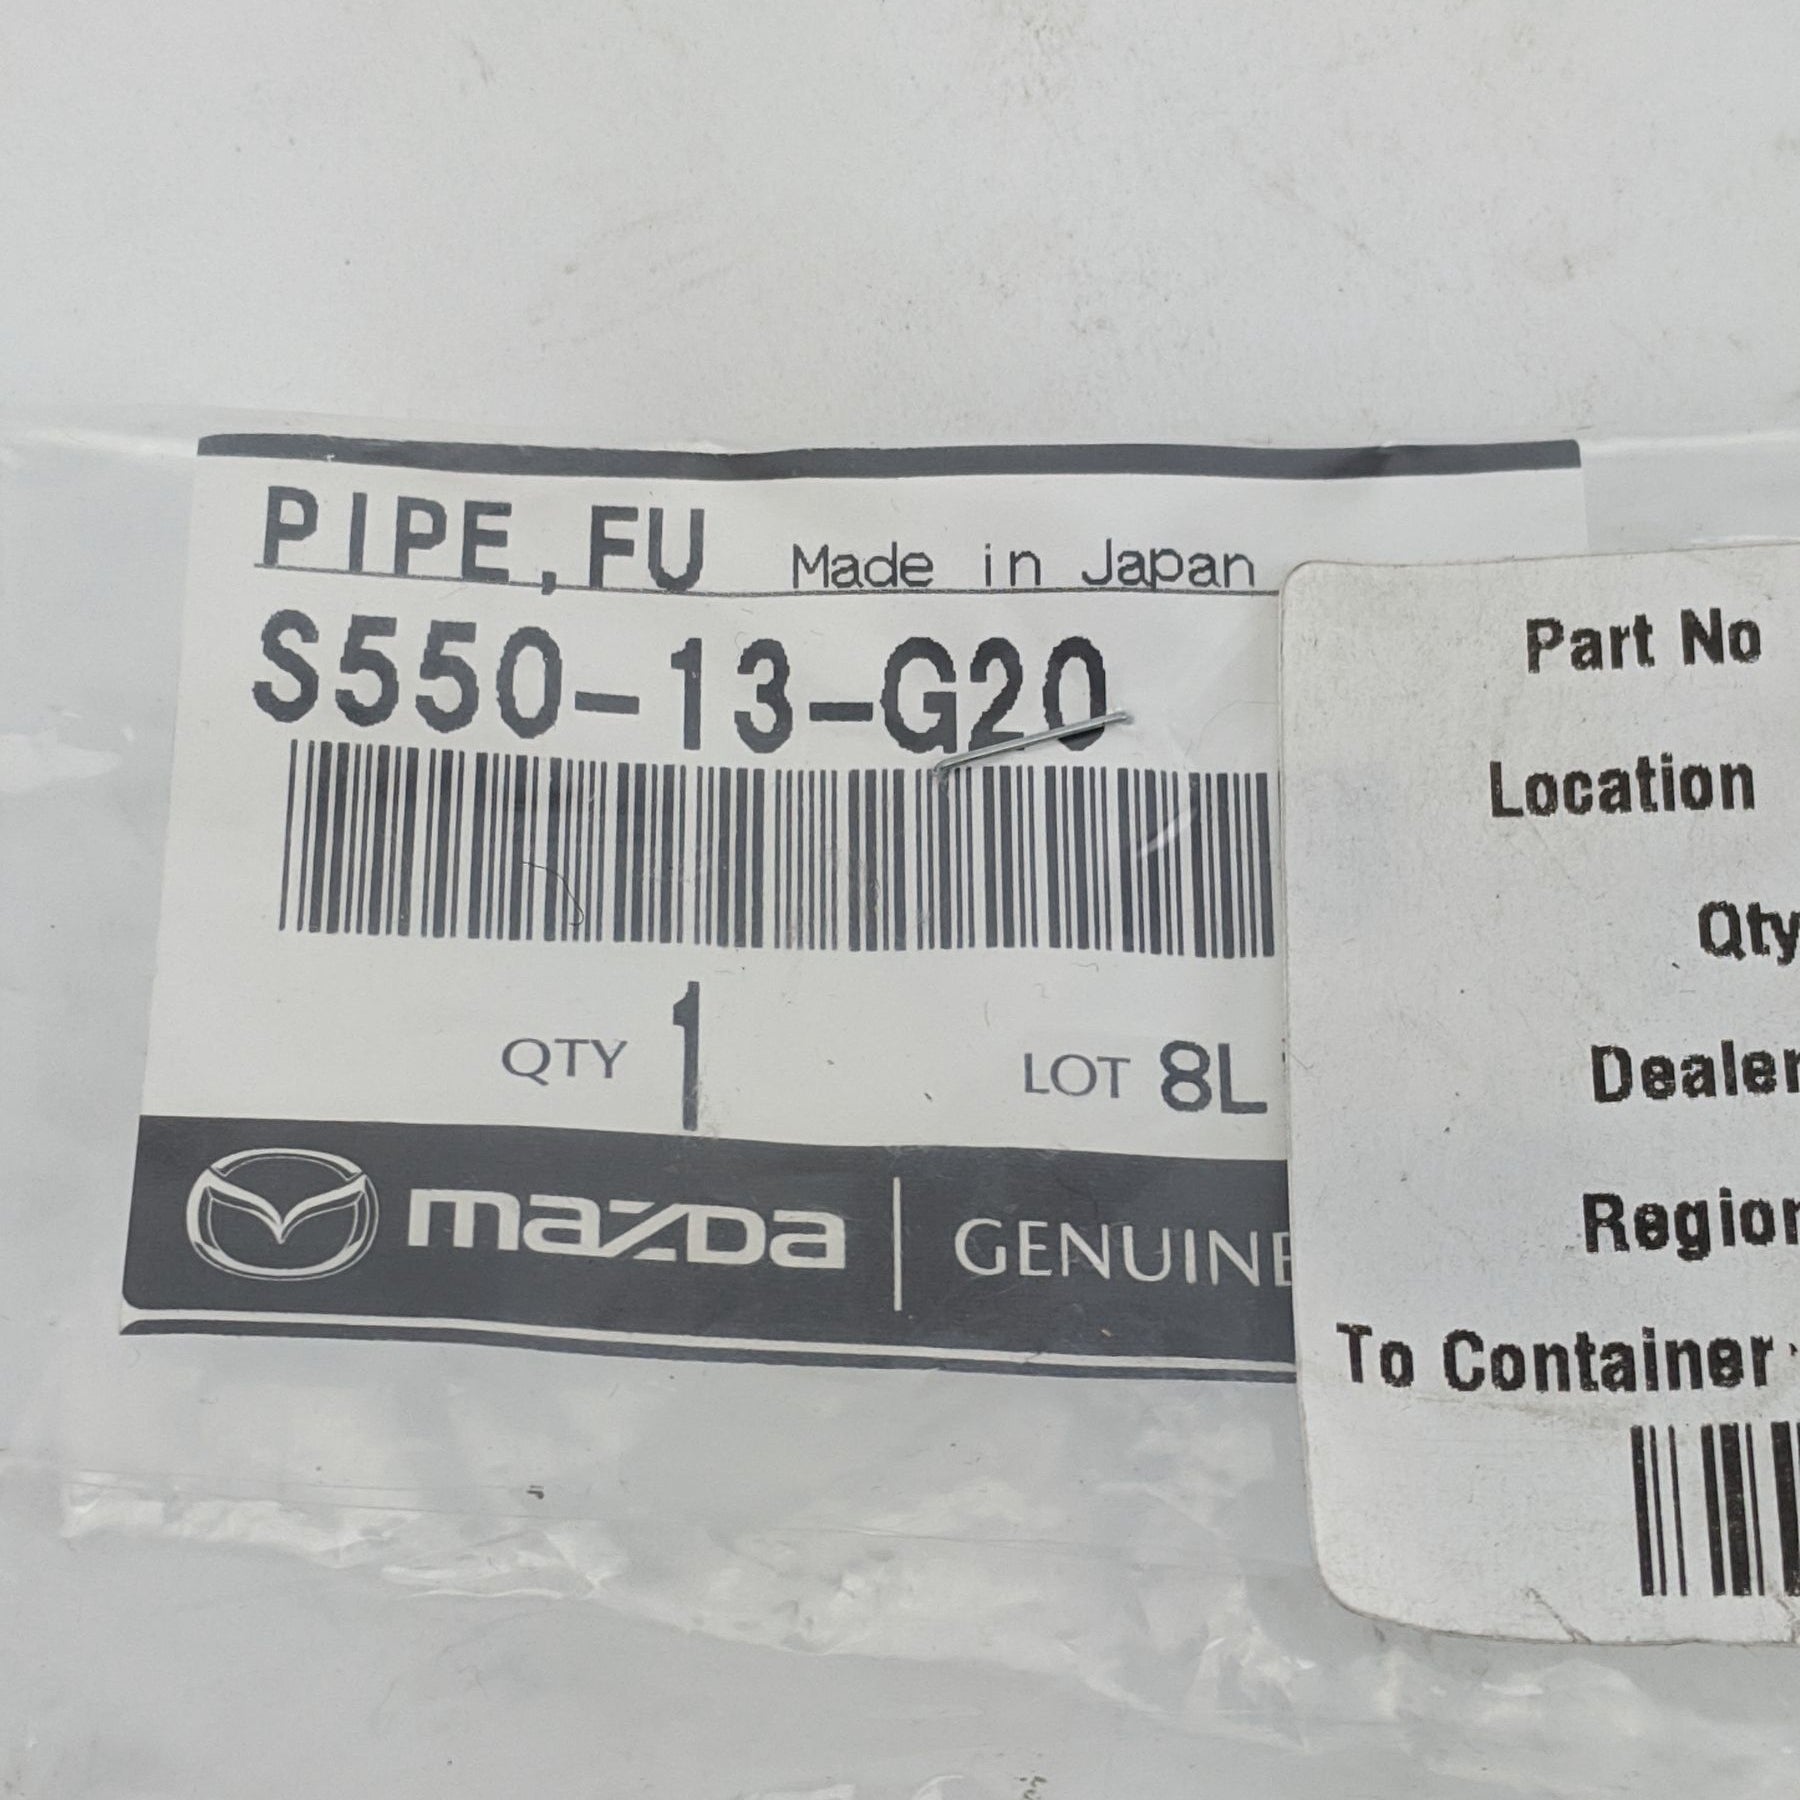 PIPE,FU Made in Japan
S550-13-G20
QTY 1 LOT 8L
mazda GENUINE
Part No
Location
Qty
Dealer
Region
To Container